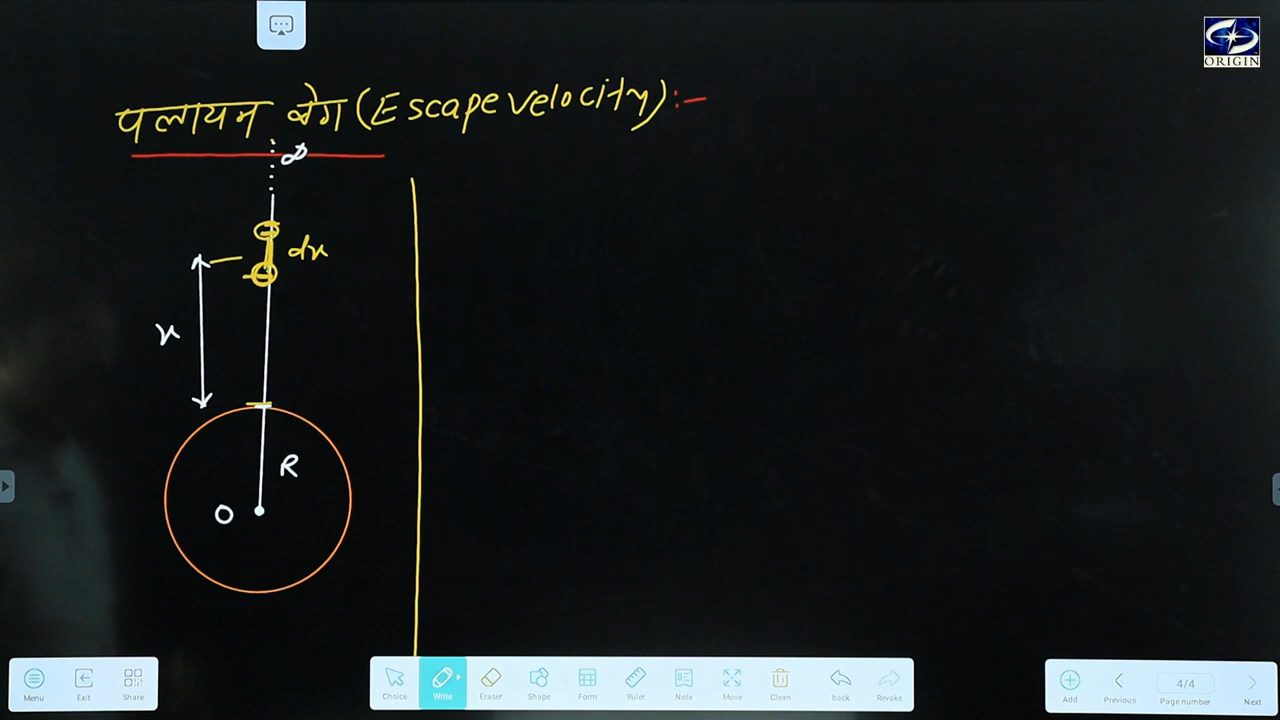 ORIGIN
पलायन वेग (Escape velocity) :-
∞
dx
x
R
O
Menu
Exit
Share
Choice
Write
Eraser
Shape
Form
Ruler
Note
Move
Clean
back
Revoke
Add
Previous
4/4
Page number
Next